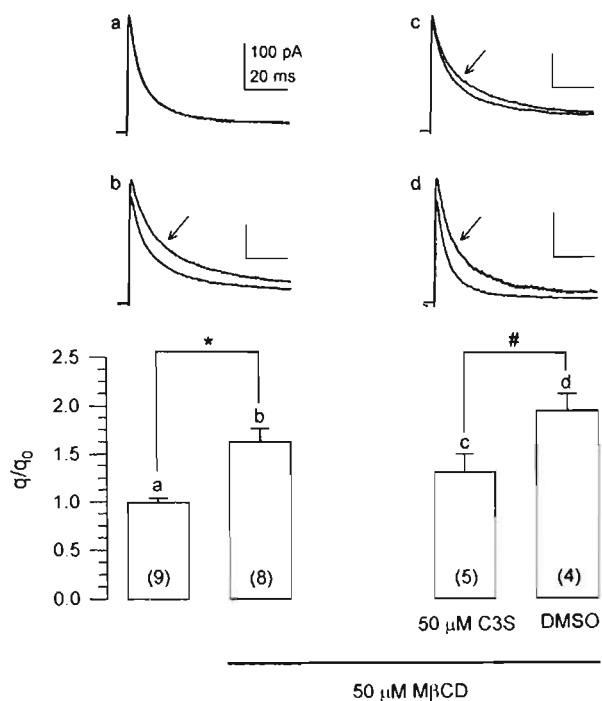 a
100 pA
20 ms
c
b
d
q/q₀
2.5
2.0
1.5
1.0
0.5
0.0
*
#
a
b
c
d
(9)
(8)
(5)
(4)
50 μM C3S
DMSO
50 μM MβCD